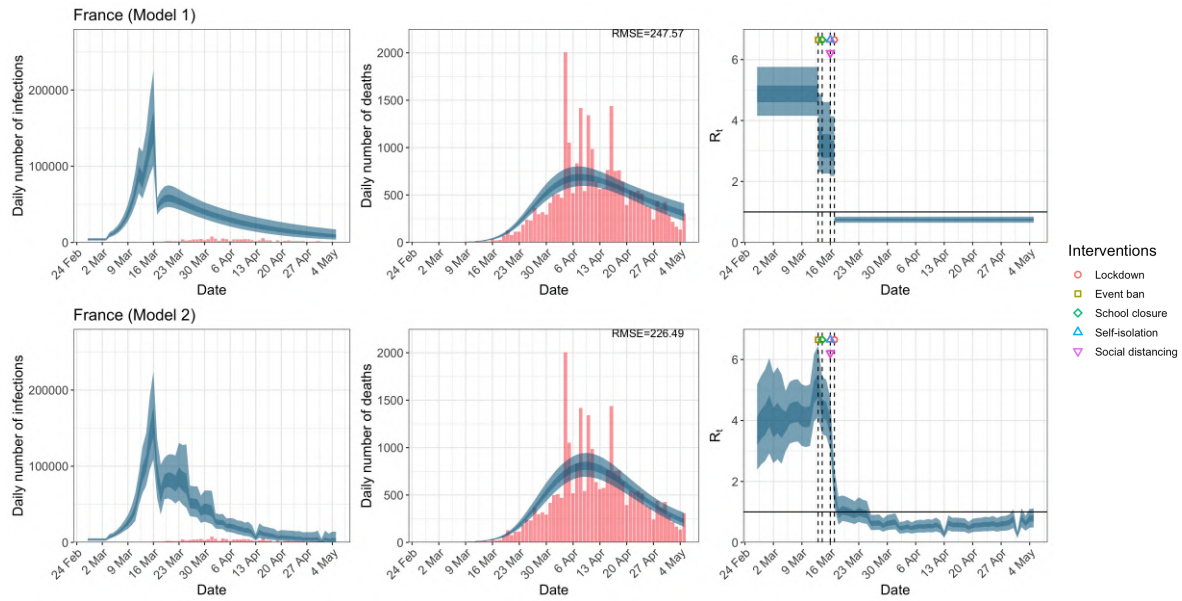 France (Model 1)
Daily number of infections
200000
100000
0
24 Feb
2 Mar
9 Mar
16 Mar
23 Mar
30 Mar
6 Apr
13 Apr
20 Apr
27 Apr
4 May
Date
RMSE=247.57
Daily number of deaths
2000
1500
1000
500
0
24 Feb
2 Mar
9 Mar
16 Mar
23 Mar
30 Mar
6 Apr
13 Apr
20 Apr
27 Apr
4 May
Date
Rt
6
4
2
0
24 Feb
2 Mar
9 Mar
16 Mar
23 Mar
30 Mar
6 Apr
13 Apr
20 Apr
27 Apr
4 May
Date
France (Model 2)
Daily number of infections
200000
100000
0
24 Feb
2 Mar
9 Mar
16 Mar
23 Mar
30 Mar
6 Apr
13 Apr
20 Apr
27 Apr
4 May
Date
RMSE=226.49
Daily number of deaths
2000
1500
1000
500
0
24 Feb
2 Mar
9 Mar
16 Mar
23 Mar
30 Mar
6 Apr
13 Apr
20 Apr
27 Apr
4 May
Date
Rt
6
4
2
0
24 Feb
2 Mar
9 Mar
16 Mar
23 Mar
30 Mar
6 Apr
13 Apr
20 Apr
27 Apr
4 May
Date
Interventions
Lockdown
Event ban
School closure
Self-isolation
Social distancing